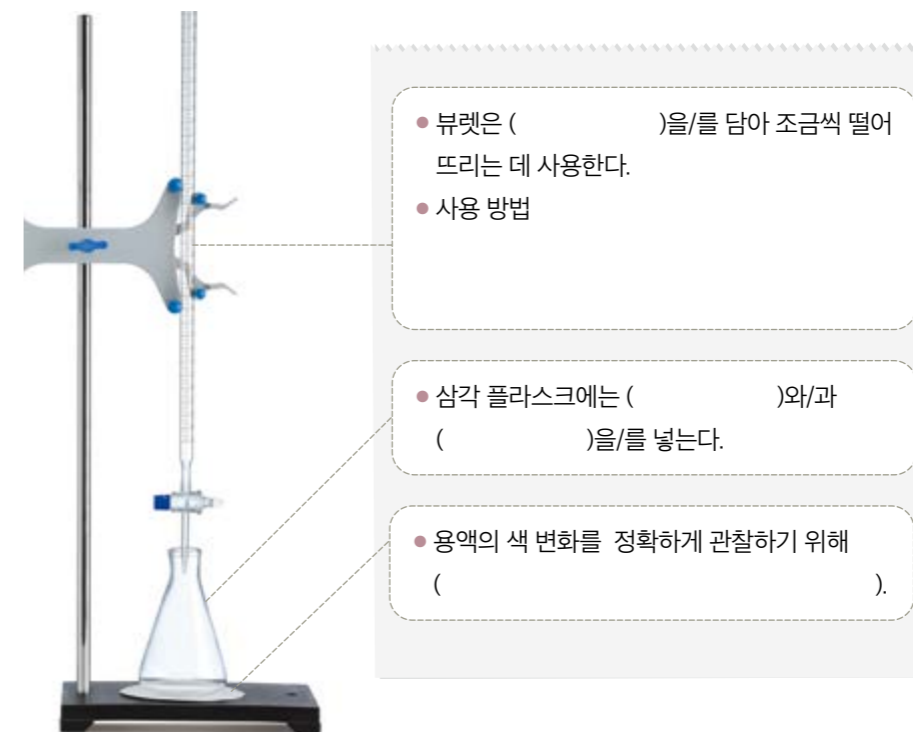 ● 뷰렛은 (                    )을/를 담아 조금씩 떨어
뜨리는 데 사용한다.
● 사용 방법
● 삼각 플라스크에는 (                    )와/과
(                    )을/를 넣는다.
● 용액의 색 변화를 정확하게 관찰하기 위해
(                                                            ).